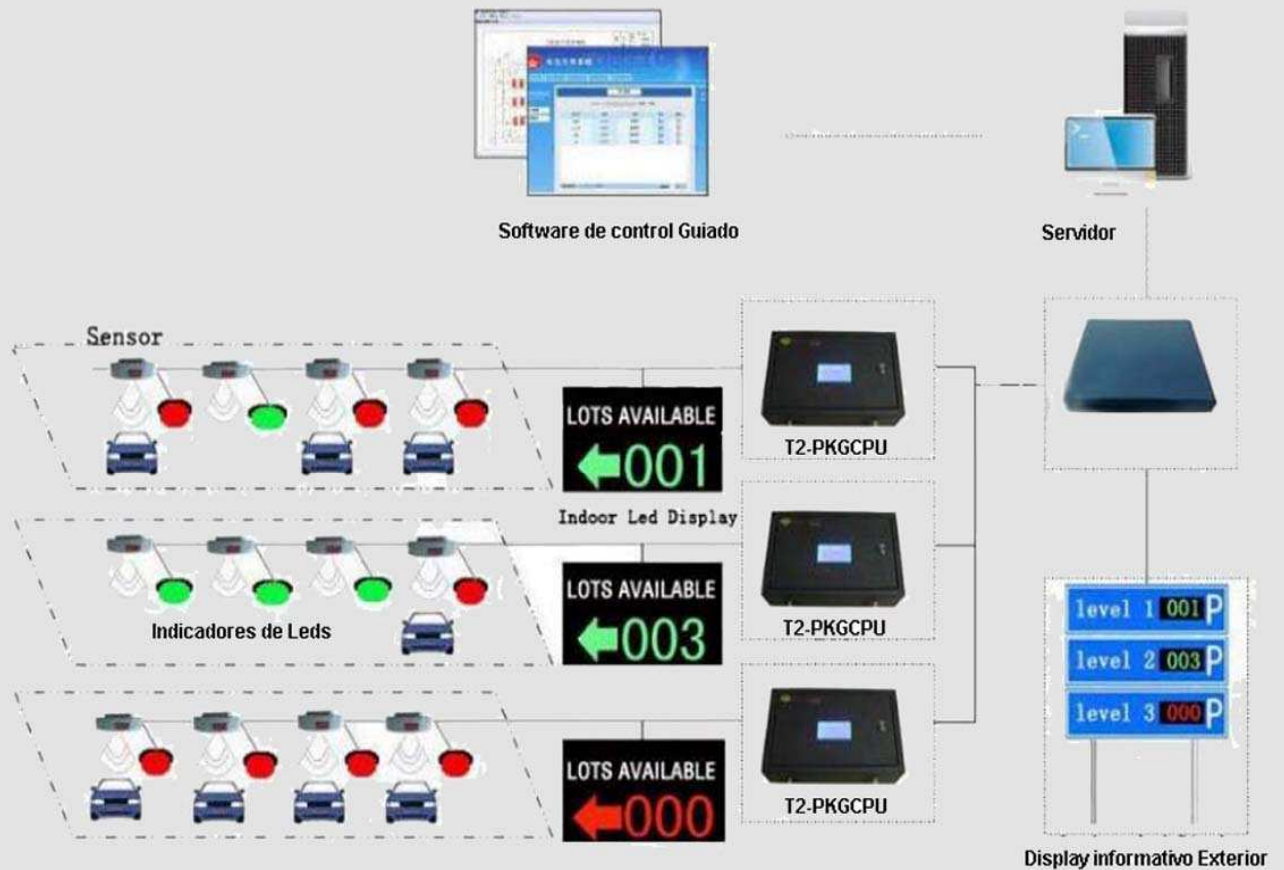 Software de control Guiado
Servidor
Sensor
LOTS AVAILABLE
001
T2-PKGCPU
Indoor Led Display
LOTS AVAILABLE
003
Indicadores de Leds
T2-PKGCPU
LOTS AVAILABLE
000
T2-PKGCPU
level 1 001 P
level 2 003 P
level 3 000 P
Display informativo Exterior